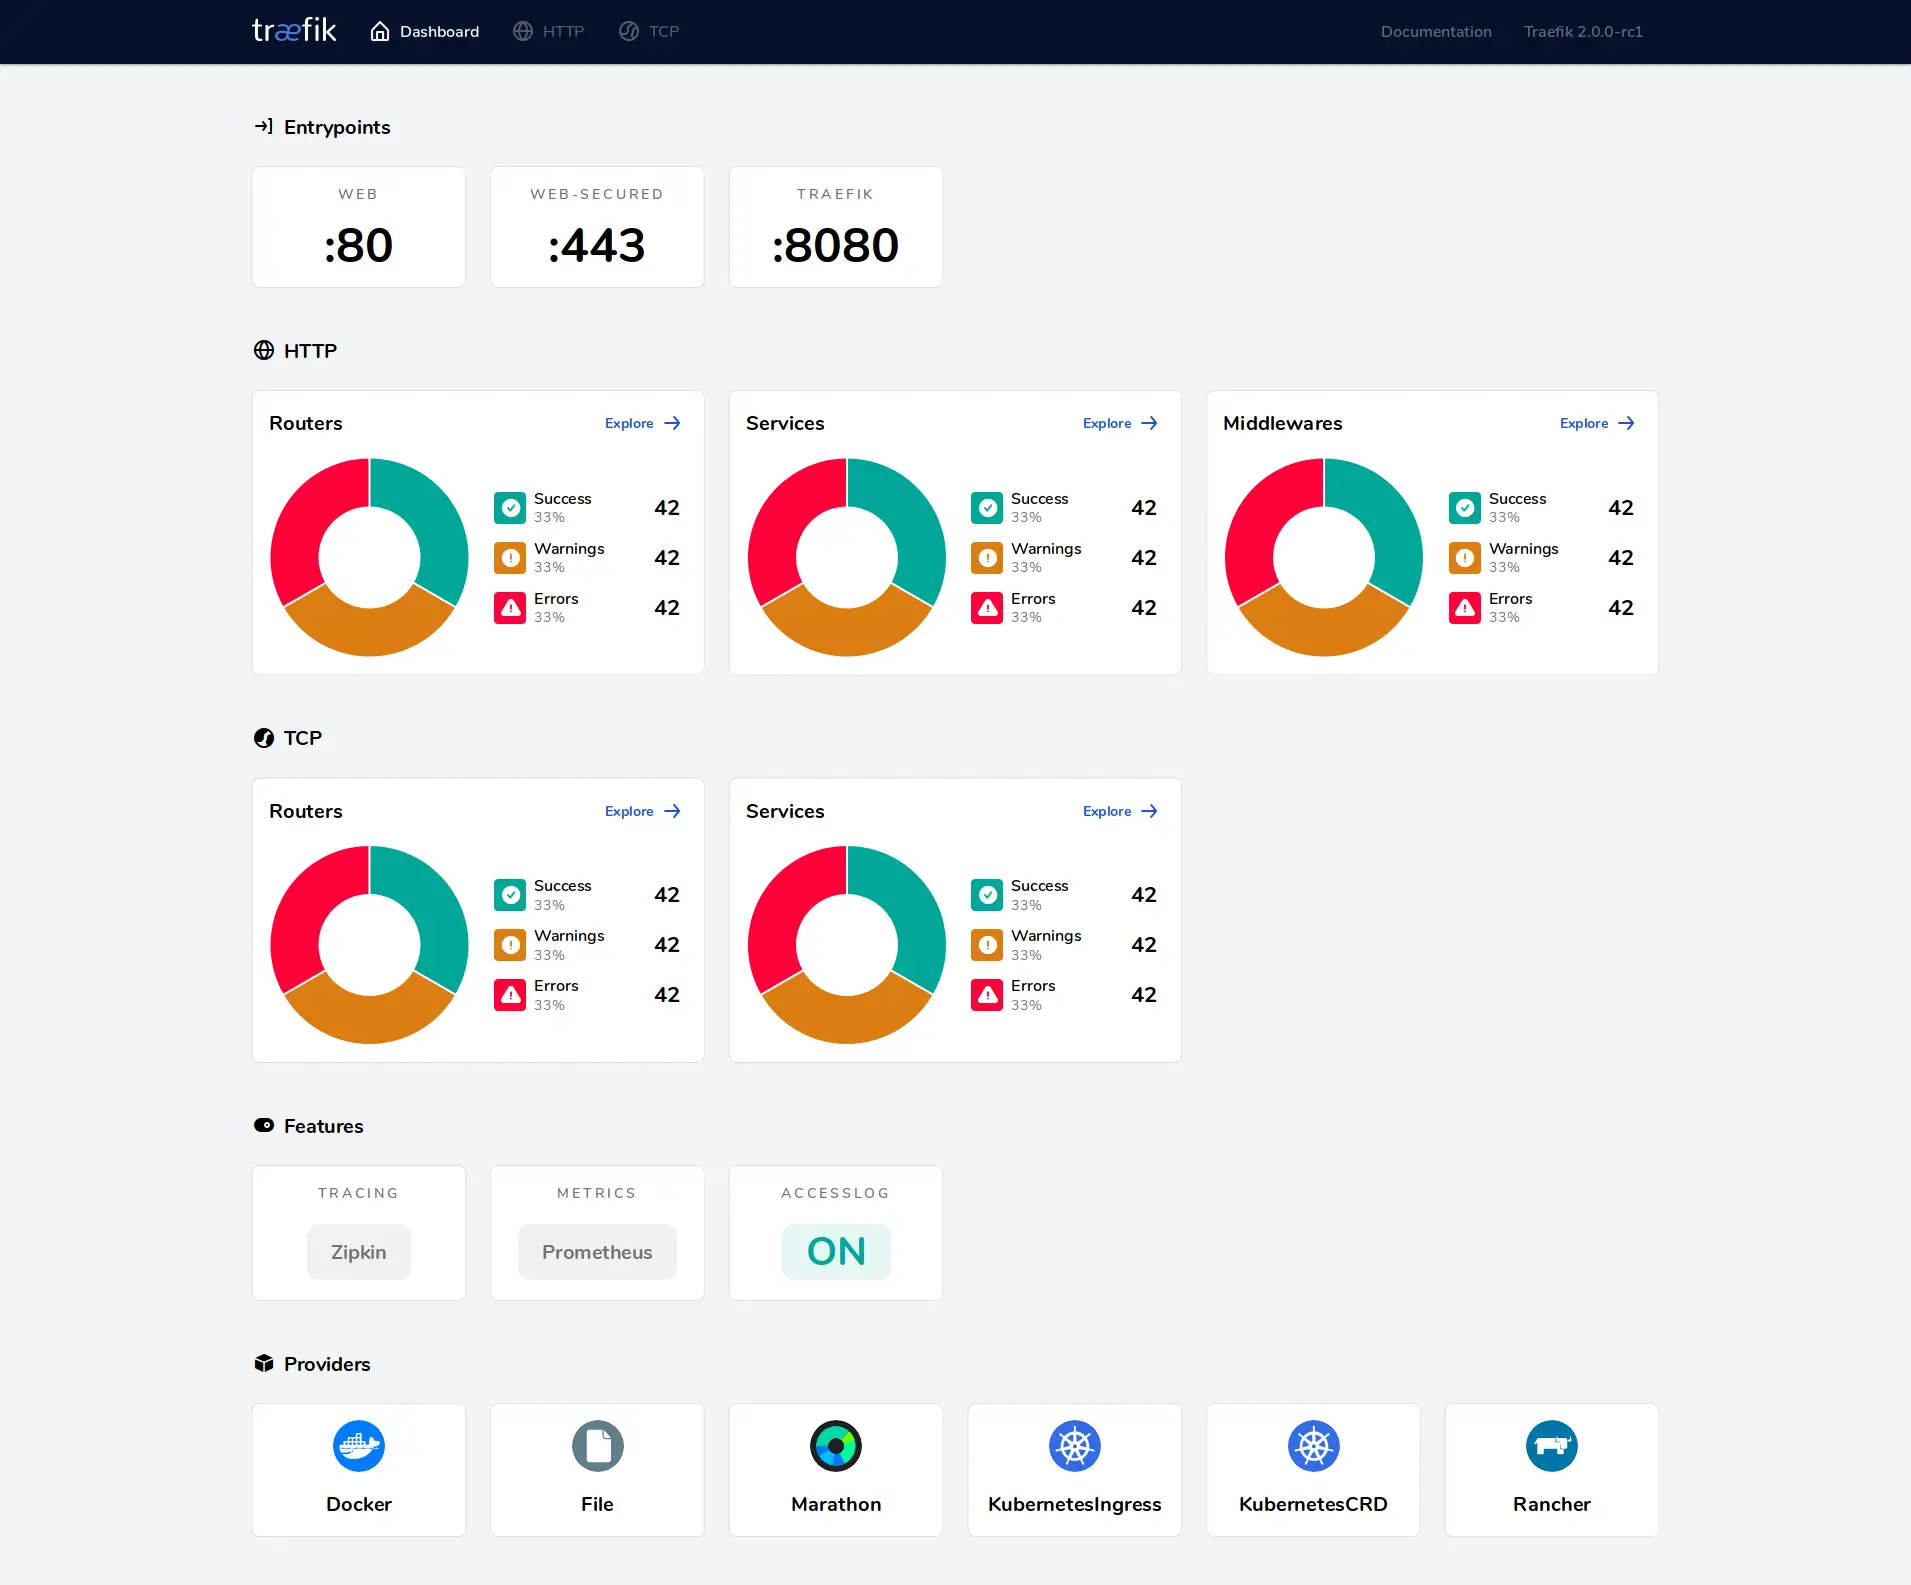 træfik Dashboard HTTP TCP Documentation Traefik 2.0.0-rc1
Entrypoints
WEB
:80
WEB-SECURED
:443
TRAEFIK
:8080
HTTP
Routers Explore
Success 42
33%
Warnings 42
33%
Errors 42
33%
Services Explore
Success 42
33%
Warnings 42
33%
Errors 42
33%
Middlewares Explore
Success 42
33%
Warnings 42
33%
Errors 42
33%
TCP
Routers Explore
Success 42
33%
Warnings 42
33%
Errors 42
33%
Services Explore
Success 42
33%
Warnings 42
33%
Errors 42
33%
Features
TRACING
Zipkin
METRICS
Prometheus
ACCESSLOG
ON
Providers
Docker
File
Marathon
KubernetesIngress
KubernetesCRD
Rancher